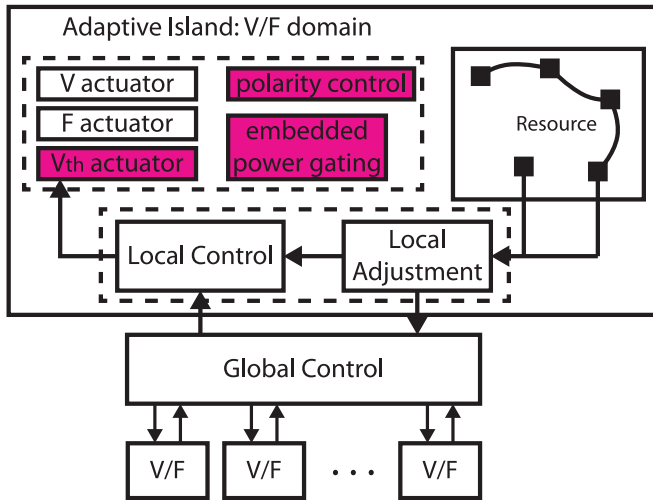 Adaptive Island: V/F domain
V actuator
F actuator
Vth actuator
polarity control
embedded
power gating
Resource
Local Control
Local
Adjustment
Global Control
V/F
V/F
. . .
V/F